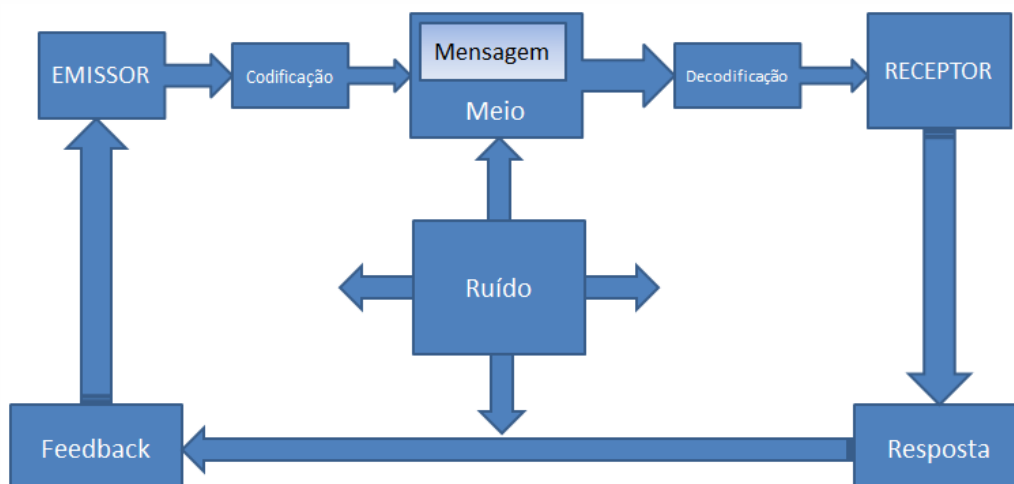 EMISSOR
Codificação
Mensagem
Meio
Decodificação
RECEPTOR
Ruído
Feedback
Resposta